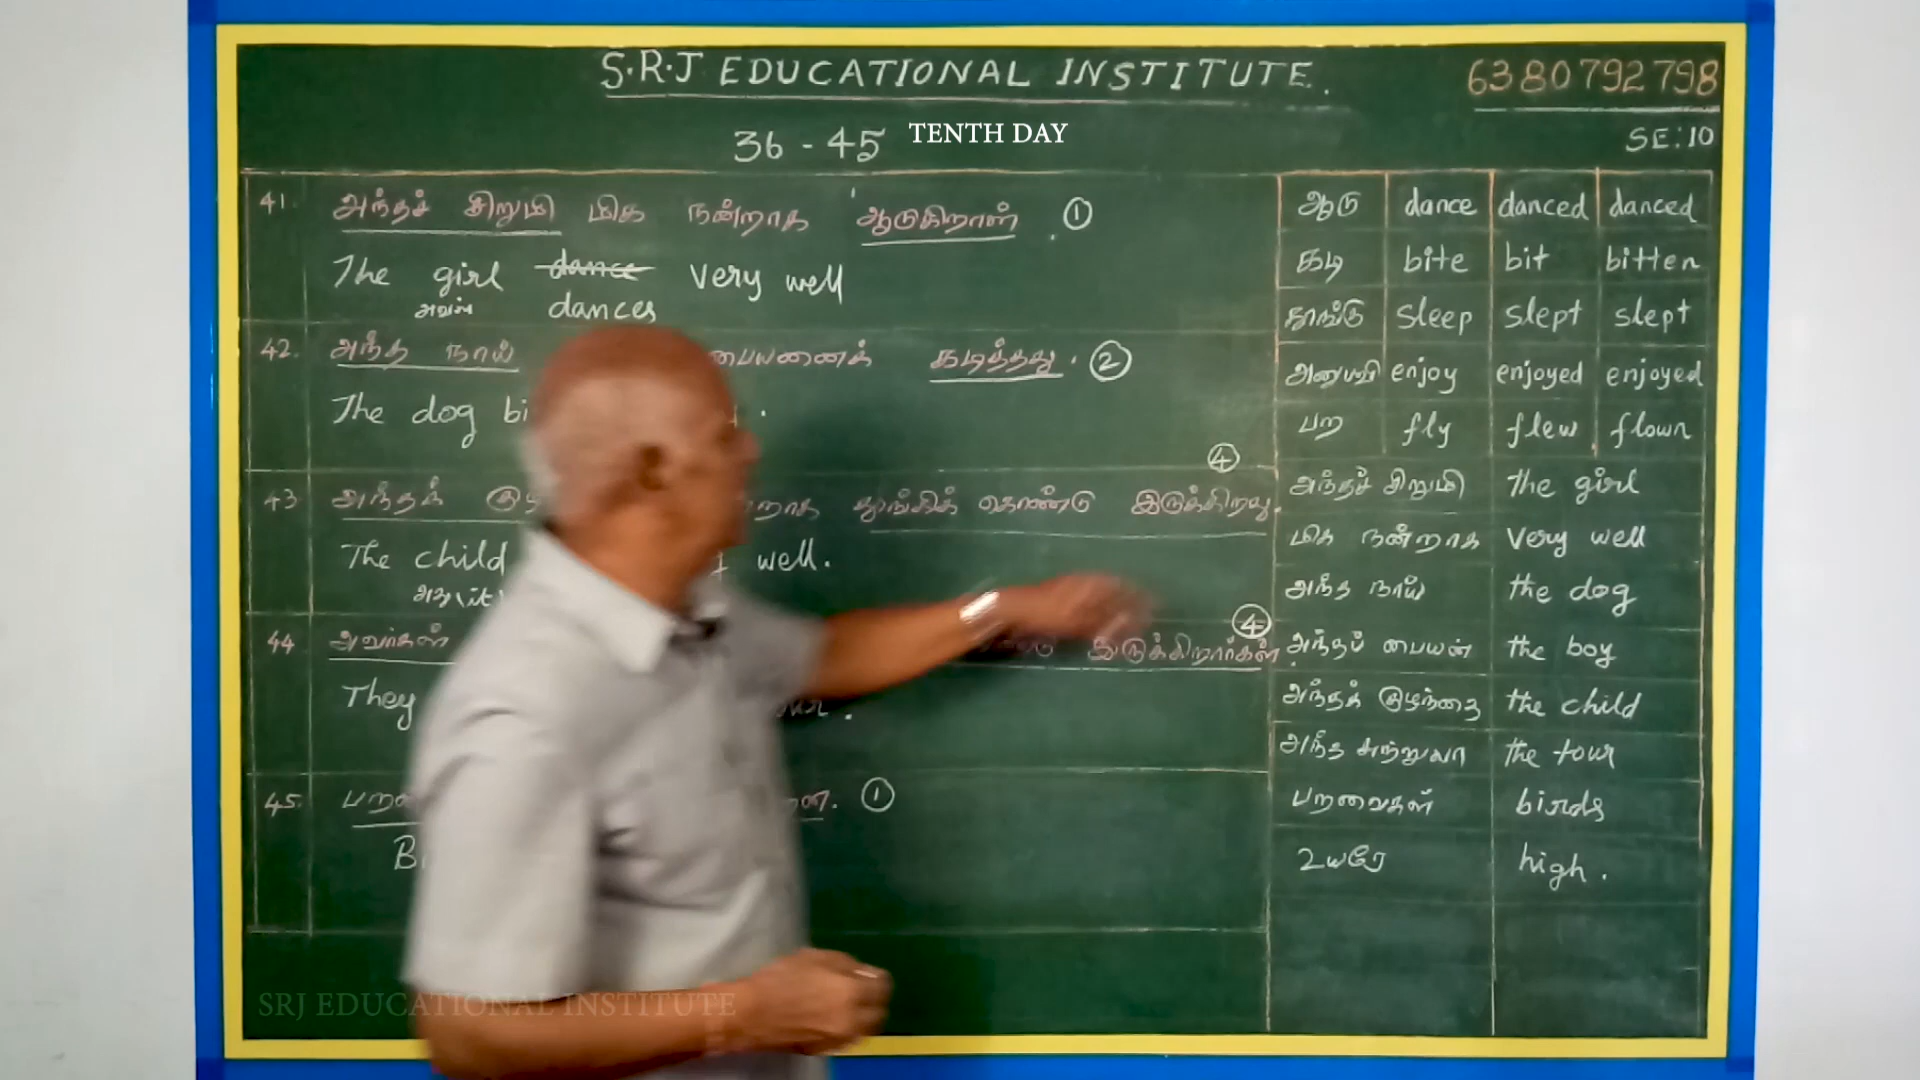 S.R.J EDUCATIONAL INSTITUTE.
6380792798
36 - 45 TENTH DAY
SE:10
41. அந்தச் சிறுமி மிக நன்றாக ஆடுகிறாள் . ①
The girl dance very well
அவள் dances
42. அந்த நாய் பையனைக் கடித்தது . ②
The dog
43 அந்தக் தூங்கிக் கொண்டு இருக்கிறது. ④
The child well.
அது (it)
44 அவர்கள் இருக்கிறார்கள். ④
They
45. ①
ஆடு dance danced danced
கடி bite bit bitten
தூங்கு sleep slept slept
அனுபவி enjoy enjoyed enjoyed
பற fly flew flown
அந்தச் சிறுமி the girl
மிக நன்றாக very well
அந்த நாய் the dog
அந்தப் பையன் the boy
அந்தக் குழந்தை the child
அந்த சுற்றுலா the tour
பறவைகள் birds
உயரே high .
SRJ EDUCATIONAL INSTITUTE